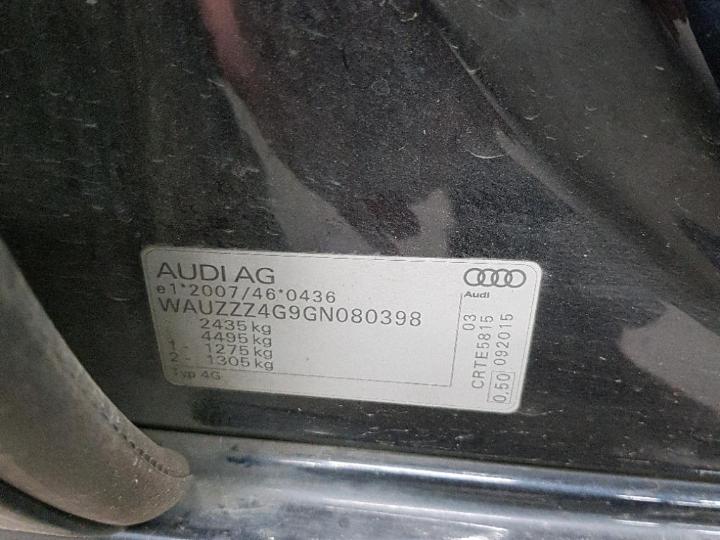 AUDI AG
e1*2007/46*0436
WAUZZZ4G9GN080398
2435 kg
4495 kg
1 - 1275 kg
2 - 1305 kg
Typ 4G
Audi
03
CRTE5815
0.50 092015